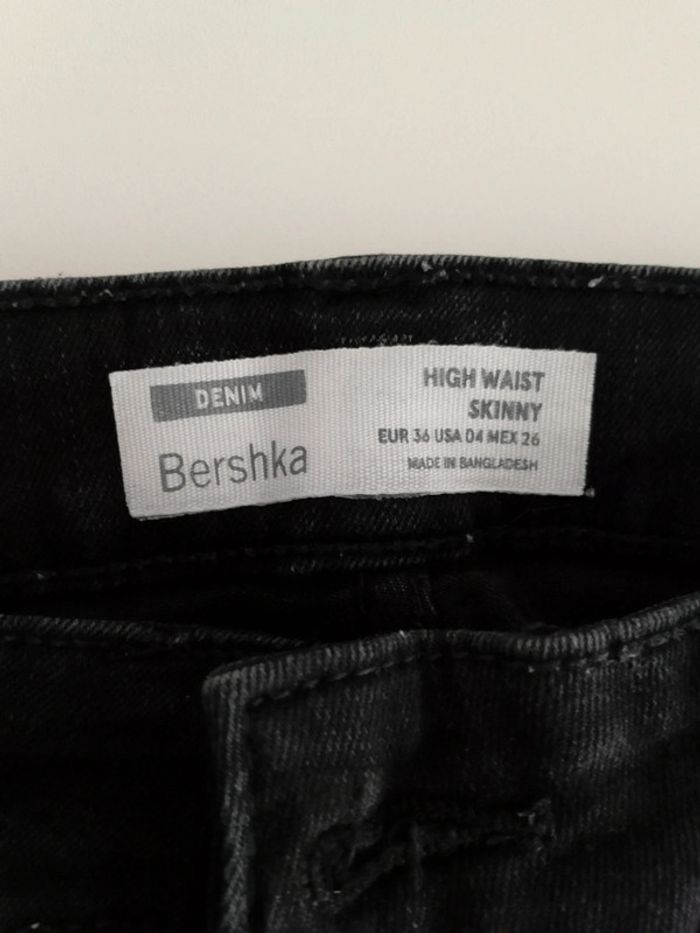 DENIM
Bershka
HIGH WAIST
SKINNY
EUR 36 USA 04 MEX 26
MADE IN BANGLADESH